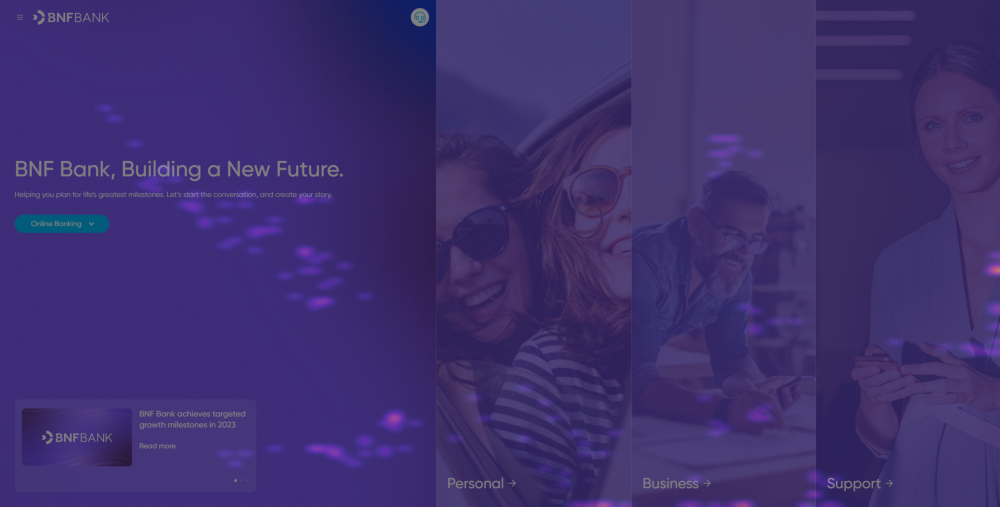 BNFBANK
BNF Bank, Building a New Future.
Helping you plan for life's greatest milestones. Let's start the conversation, and create your story.
Online Banking
BNFBANK
BNF Bank achieves targeted
growth milestones in 2023
Read more
Personal →
Business →
Support →